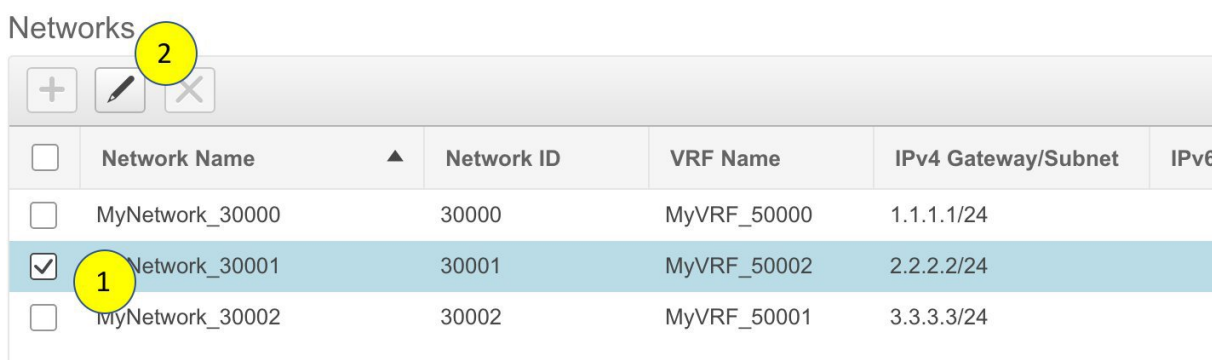 Networks
2
Network Name Network ID VRF Name IPv4 Gateway/Subnet IPv6
MyNetwork_30000 30000 MyVRF_50000 1.1.1.1/24
1 Network_30001 30001 MyVRF_50002 2.2.2.2/24
MyNetwork_30002 30002 MyVRF_50001 3.3.3.3/24